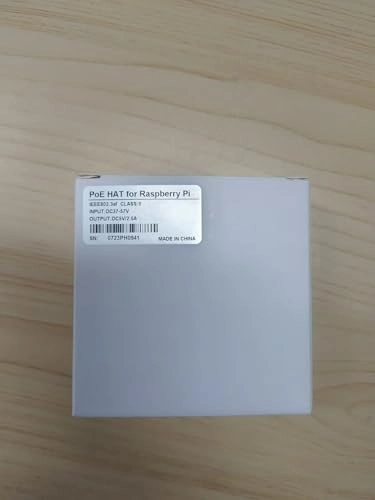 PoE HAT for Raspberry Pi
IEEE802.3af CLASS:0
INPUT:DC37-57V
OUTPUT:DC5V/2.5A
SN: 0723PH0941 MADE IN CHINA